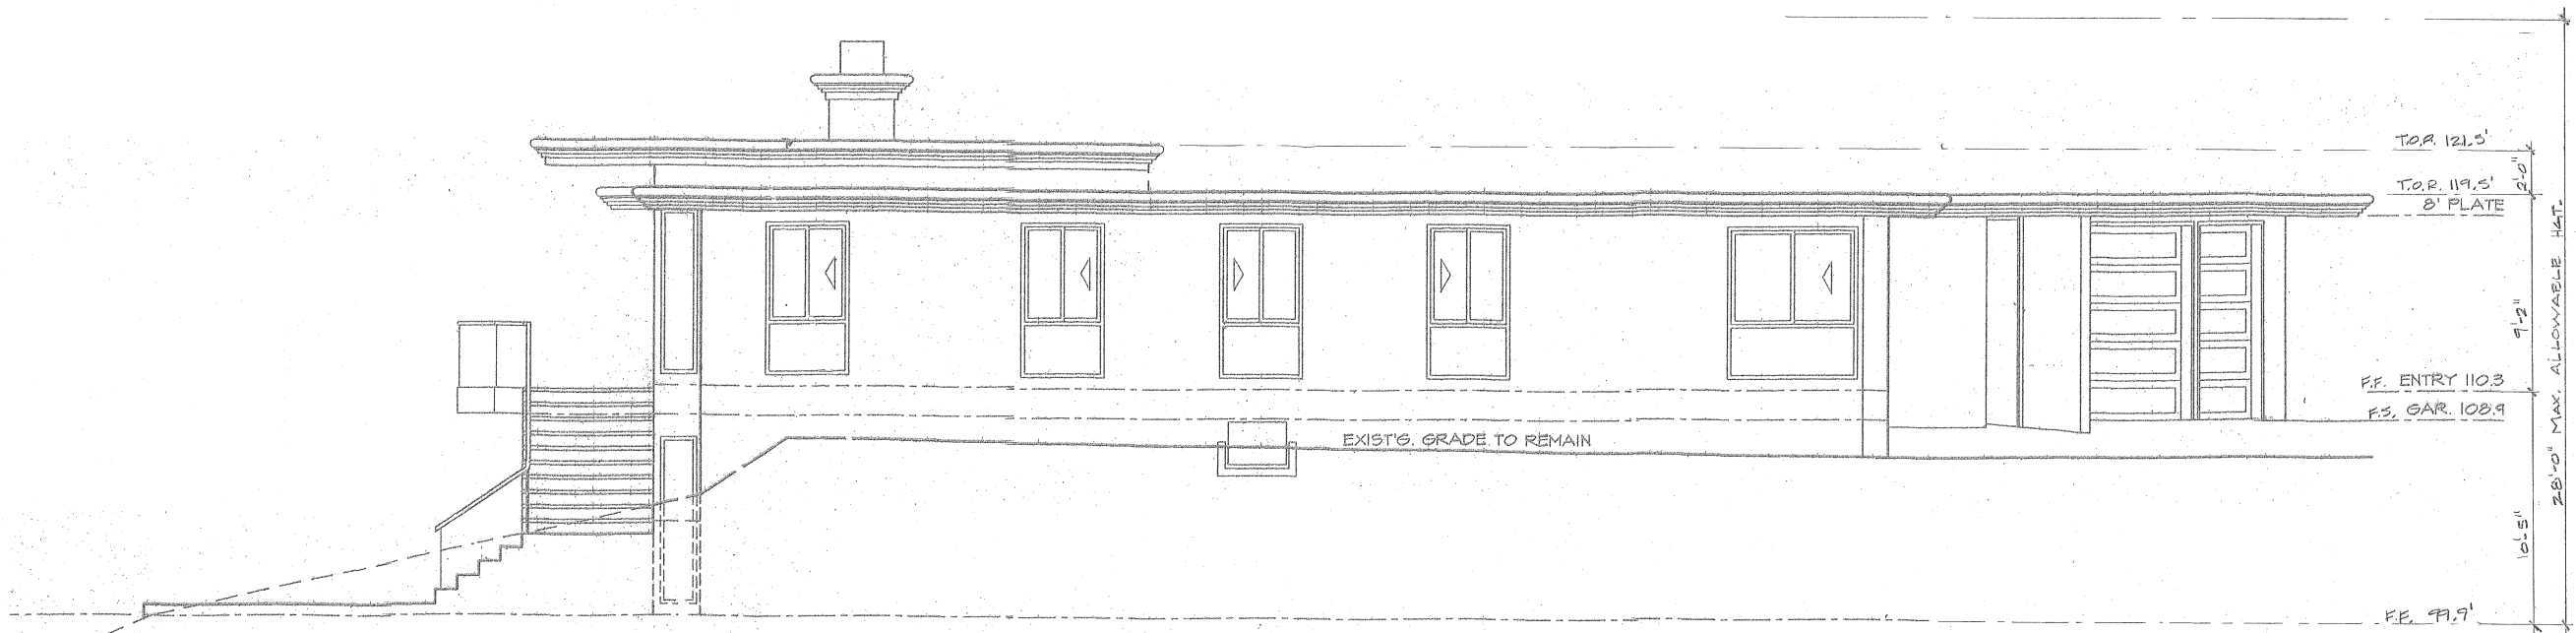 T.O.R. 121.5'
2'-0"
T.O.R. 119.5'
8' PLATE
9'-2"
28'-0" MAX. ALLOWABLE HGT.
F.F. ENTRY 110.3
F.S. GAR. 108.9
EXIST'G. GRADE TO REMAIN
10'-5"
F.F. 99.9'